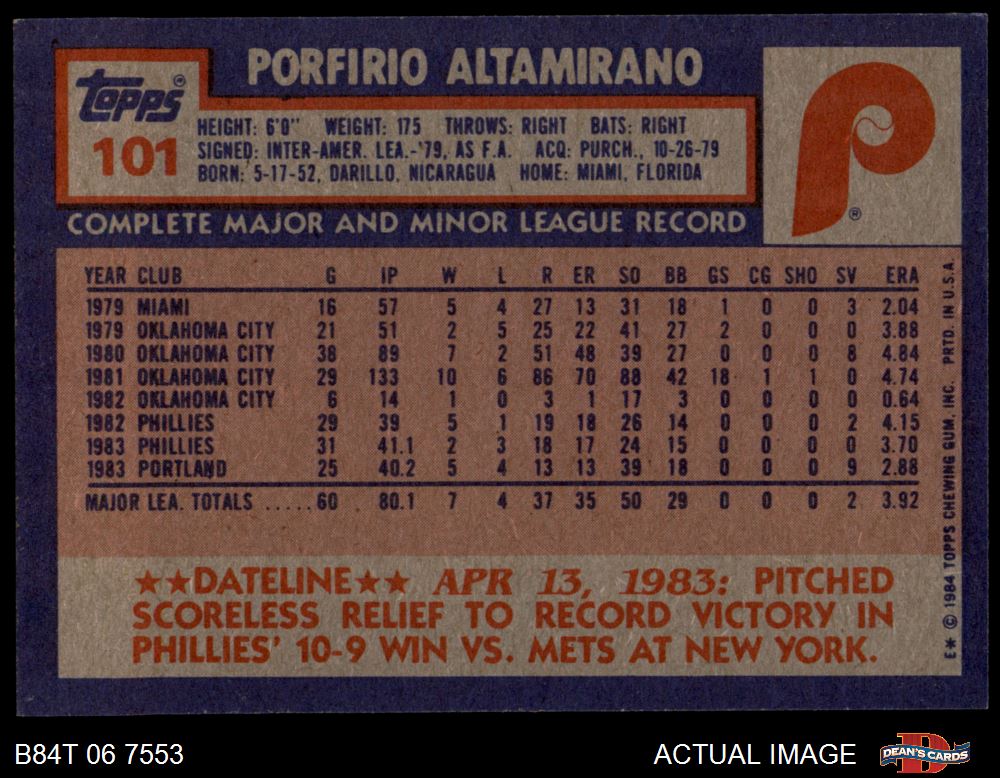 PORFIRIO ALTAMIRANO
Topps®
101
HEIGHT: 6'0" WEIGHT: 175 THROWS: RIGHT BATS: RIGHT
SIGNED: INTER-AMER. LEA.-'79, AS F.A. ACQ: PURCH., 10-26-79
BORN: 5-17-52, DARILLO, NICARAGUA HOME: MIAMI, FLORIDA
P ®
COMPLETE MAJOR AND MINOR LEAGUE RECORD
YEAR CLUB G IP W L R ER SO BB GS CG SHO SV ERA
1979 MIAMI 16 57 5 4 27 13 31 18 1 0 0 3 2.04
1979 OKLAHOMA CITY 21 51 2 5 25 22 41 27 2 0 0 0 3.88
1980 OKLAHOMA CITY 38 89 7 2 51 48 39 27 0 0 0 8 4.84
1981 OKLAHOMA CITY 29 133 10 6 86 70 88 42 18 1 1 0 4.74
1982 OKLAHOMA CITY 6 14 1 0 3 1 17 3 0 0 0 0 0.64
1982 PHILLIES 29 39 5 1 19 18 26 14 0 0 0 2 4.15
1983 PHILLIES 31 41.1 2 3 18 17 24 15 0 0 0 0 3.70
1983 PORTLAND 25 40.2 5 4 13 13 39 18 0 0 0 9 2.88
MAJOR LEA. TOTALS ..... 60 80.1 7 4 37 35 50 29 0 0 0 2 3.92
★★DATELINE★★ APR 13, 1983: PITCHED
SCORELESS RELIEF TO RECORD VICTORY IN
PHILLIES' 10-9 WIN VS. METS AT NEW YORK.
E* © 1984 TOPPS CHEWING GUM, INC. PRTD. IN U.S.A.
B84T 06 7553
ACTUAL IMAGE
D
DEAN'S CARDS